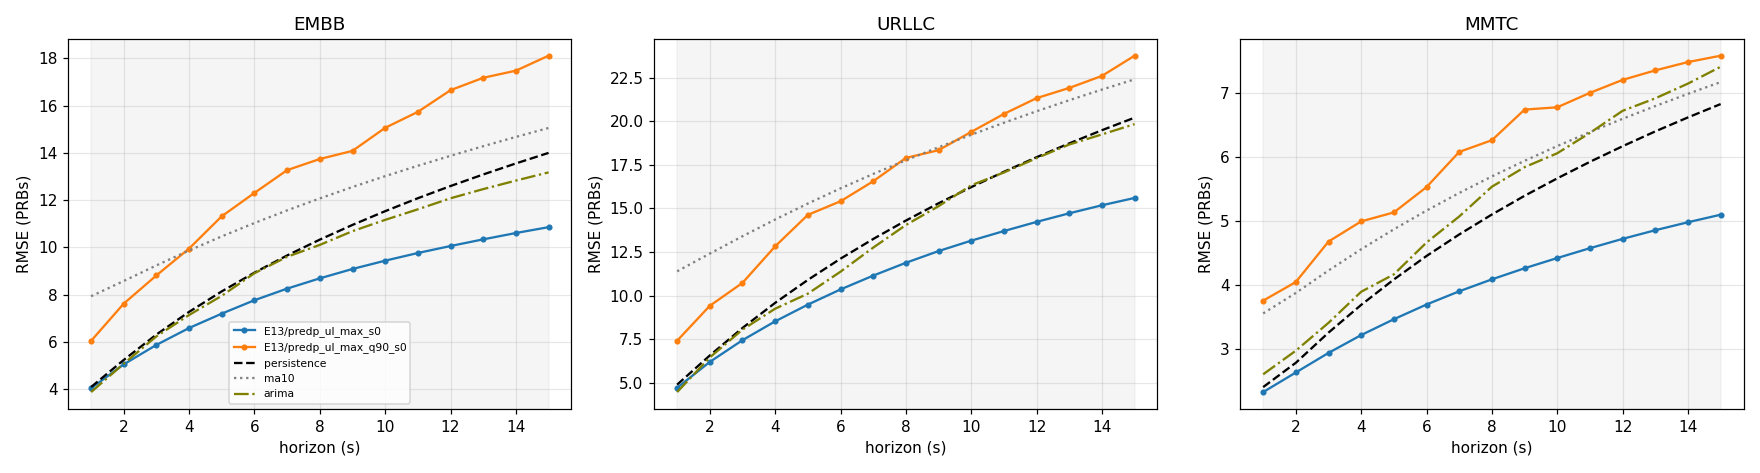 EMBB
18
16
14
12
10
8
6
4
RMSE (PRBs)
2 4 6 8 10 12 14
horizon (s)
E13/predp_ul_max_s0
E13/predp_ul_max_q90_s0
persistence
ma10
arima
URLLC
22.5
20.0
17.5
15.0
12.5
10.0
7.5
5.0
RMSE (PRBs)
2 4 6 8 10 12 14
horizon (s)
MMTC
7
6
5
4
3
RMSE (PRBs)
2 4 6 8 10 12 14
horizon (s)